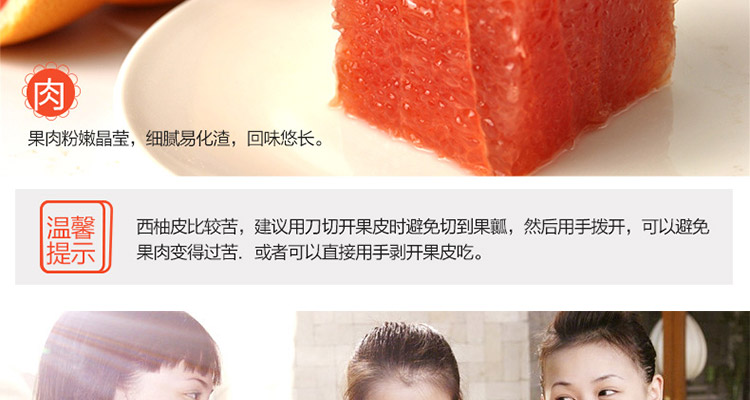 肉
果肉粉嫩晶莹，细腻易化渣，回味悠长。
温馨
提示
西柚皮比较苦，建议用刀切开果皮时避免切到果瓤，然后用手拨开，可以避免
果肉变得过苦．或者可以直接用手剥开果皮吃。